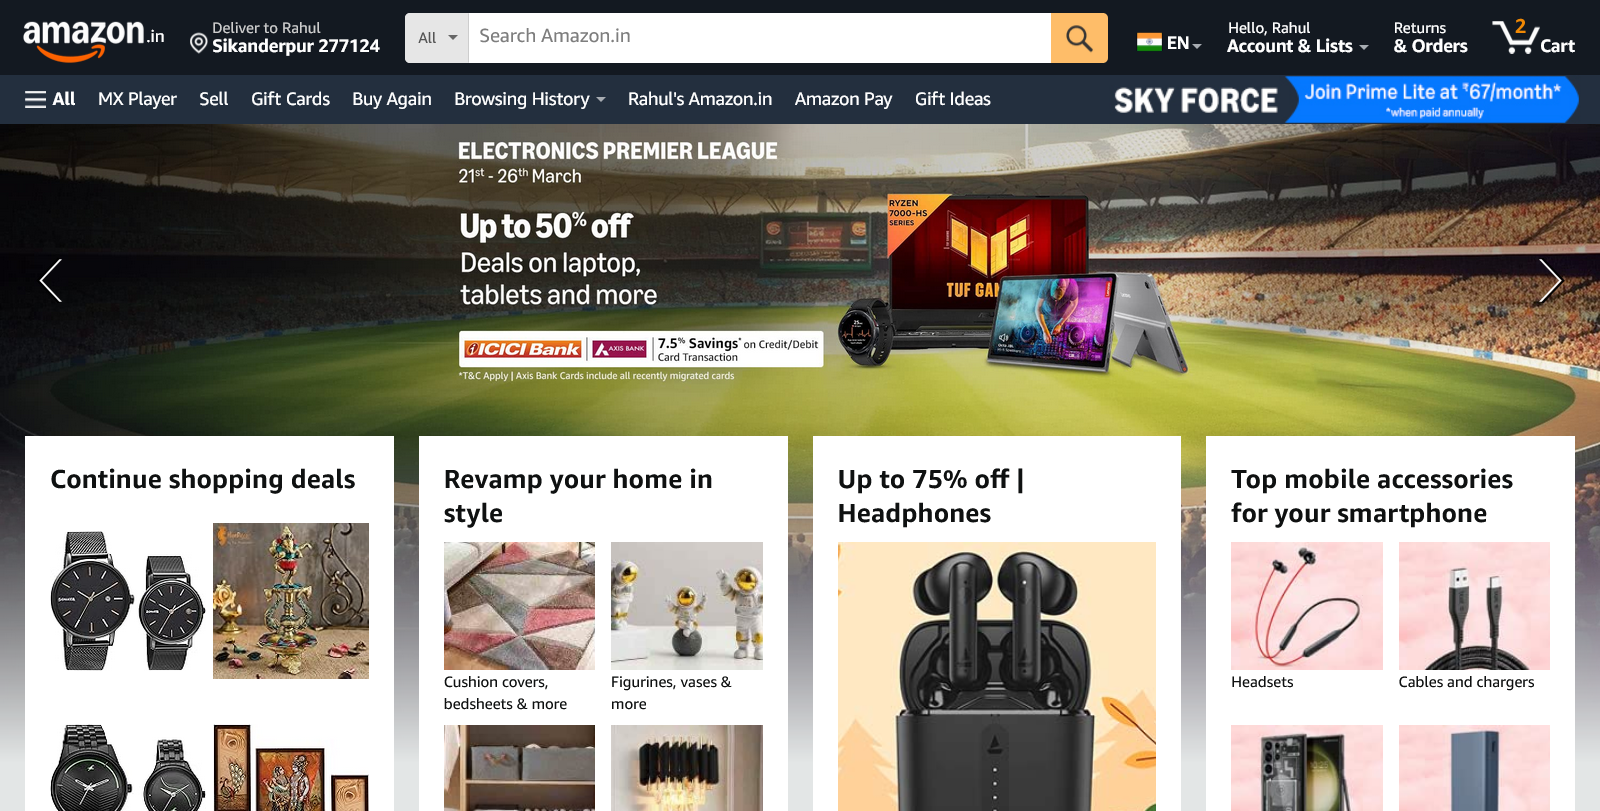 amazon.in
Deliver to Rahul
Sikanderpur 277124
All
Search Amazon.in
EN
Hello, Rahul
Account & Lists
Returns
& Orders
2
Cart
All
MX Player
Sell
Gift Cards
Buy Again
Browsing History
Rahul's Amazon.in
Amazon Pay
Gift Ideas
SKY FORCE
Join Prime Lite at ₹67/month*
*when paid annually
ELECTRONICS PREMIER LEAGUE
21st - 26th March
Up to 50% off
Deals on laptop,
tablets and more
ICICI Bank
AXIS BANK
7.5% Savings* on Credit/Debit
Card Transaction
*T&C Apply | Axis Bank Cards include all recently migrated cards
RYZEN
7000-HS
SERIES
TUF GAM
Continue shopping deals
Revamp your home in
style
Cushion covers,
bedsheets & more
Figurines, vases &
more
Up to 75% off |
Headphones
Top mobile accessories
for your smartphone
Headsets
Cables and chargers